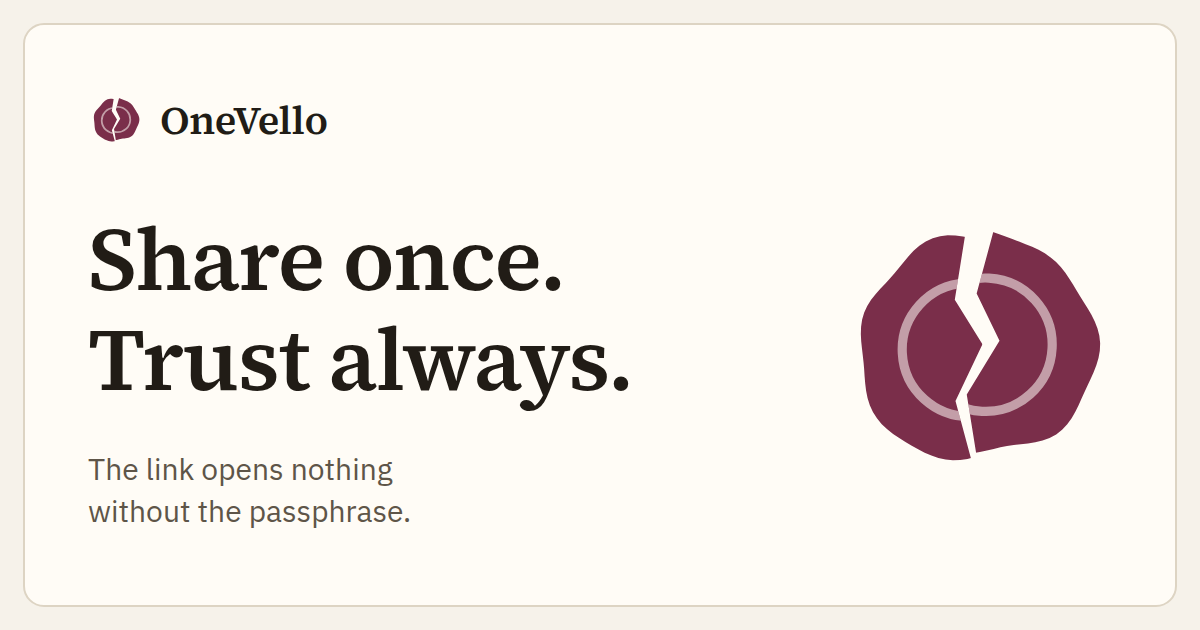 OneVello
Share once.
Trust always.
The link opens nothing
without the passphrase.